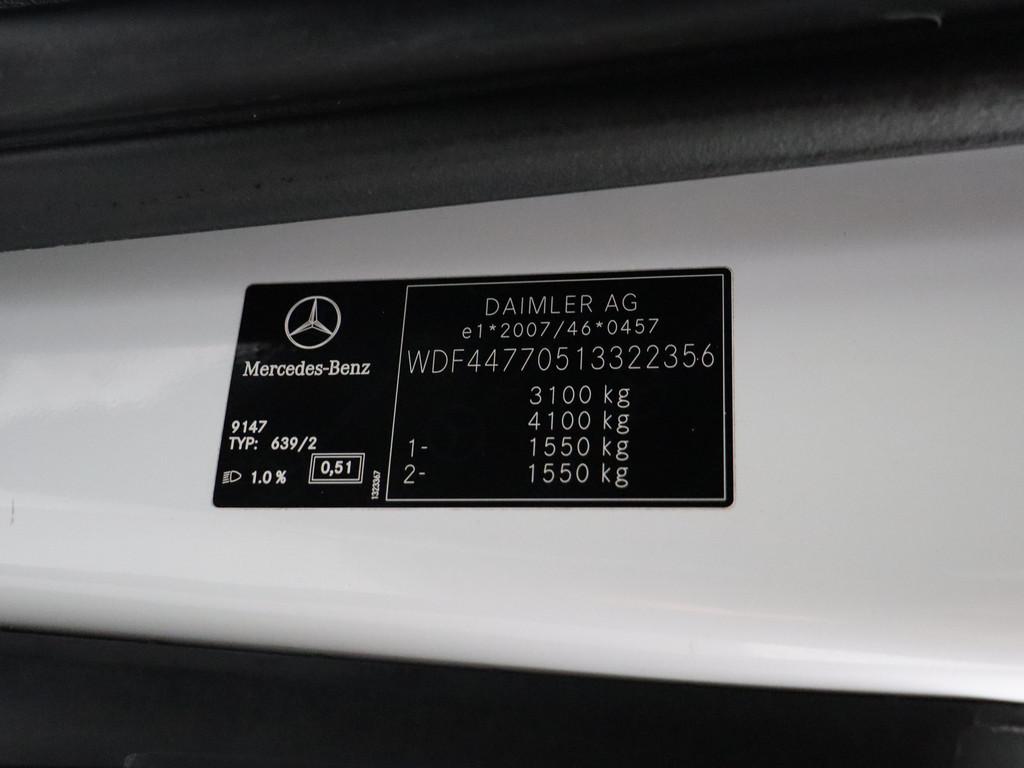 Mercedes-Benz
9147
TYP: 639/2
1.0 %
0,51
1323367
DAIMLER AG
e1*2007/46*0457
WDF44770513322356
3100 kg
4100 kg
1- 1550 kg
2- 1550 kg